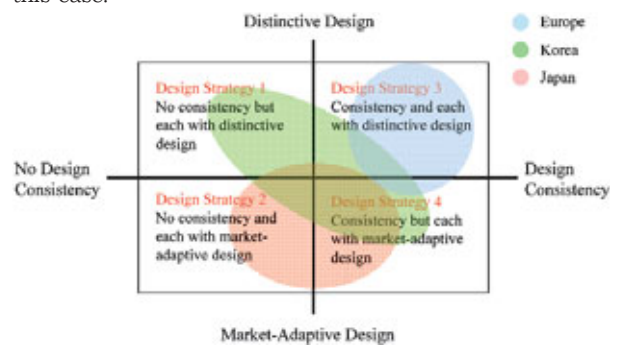 this case.
Distinctive Design
Europe
Korea
Japan
Design Strategy 1
No consistency but
each with distinctive
design
Design Strategy 3
Consistency and each
with distinctive design
No Design
Consistency
Design
Consistency
Design Strategy 2
No consistency and
each with market-
adaptive design
Design Strategy 4
Consistency but each
with market-adaptive
design
Market-Adaptive Design